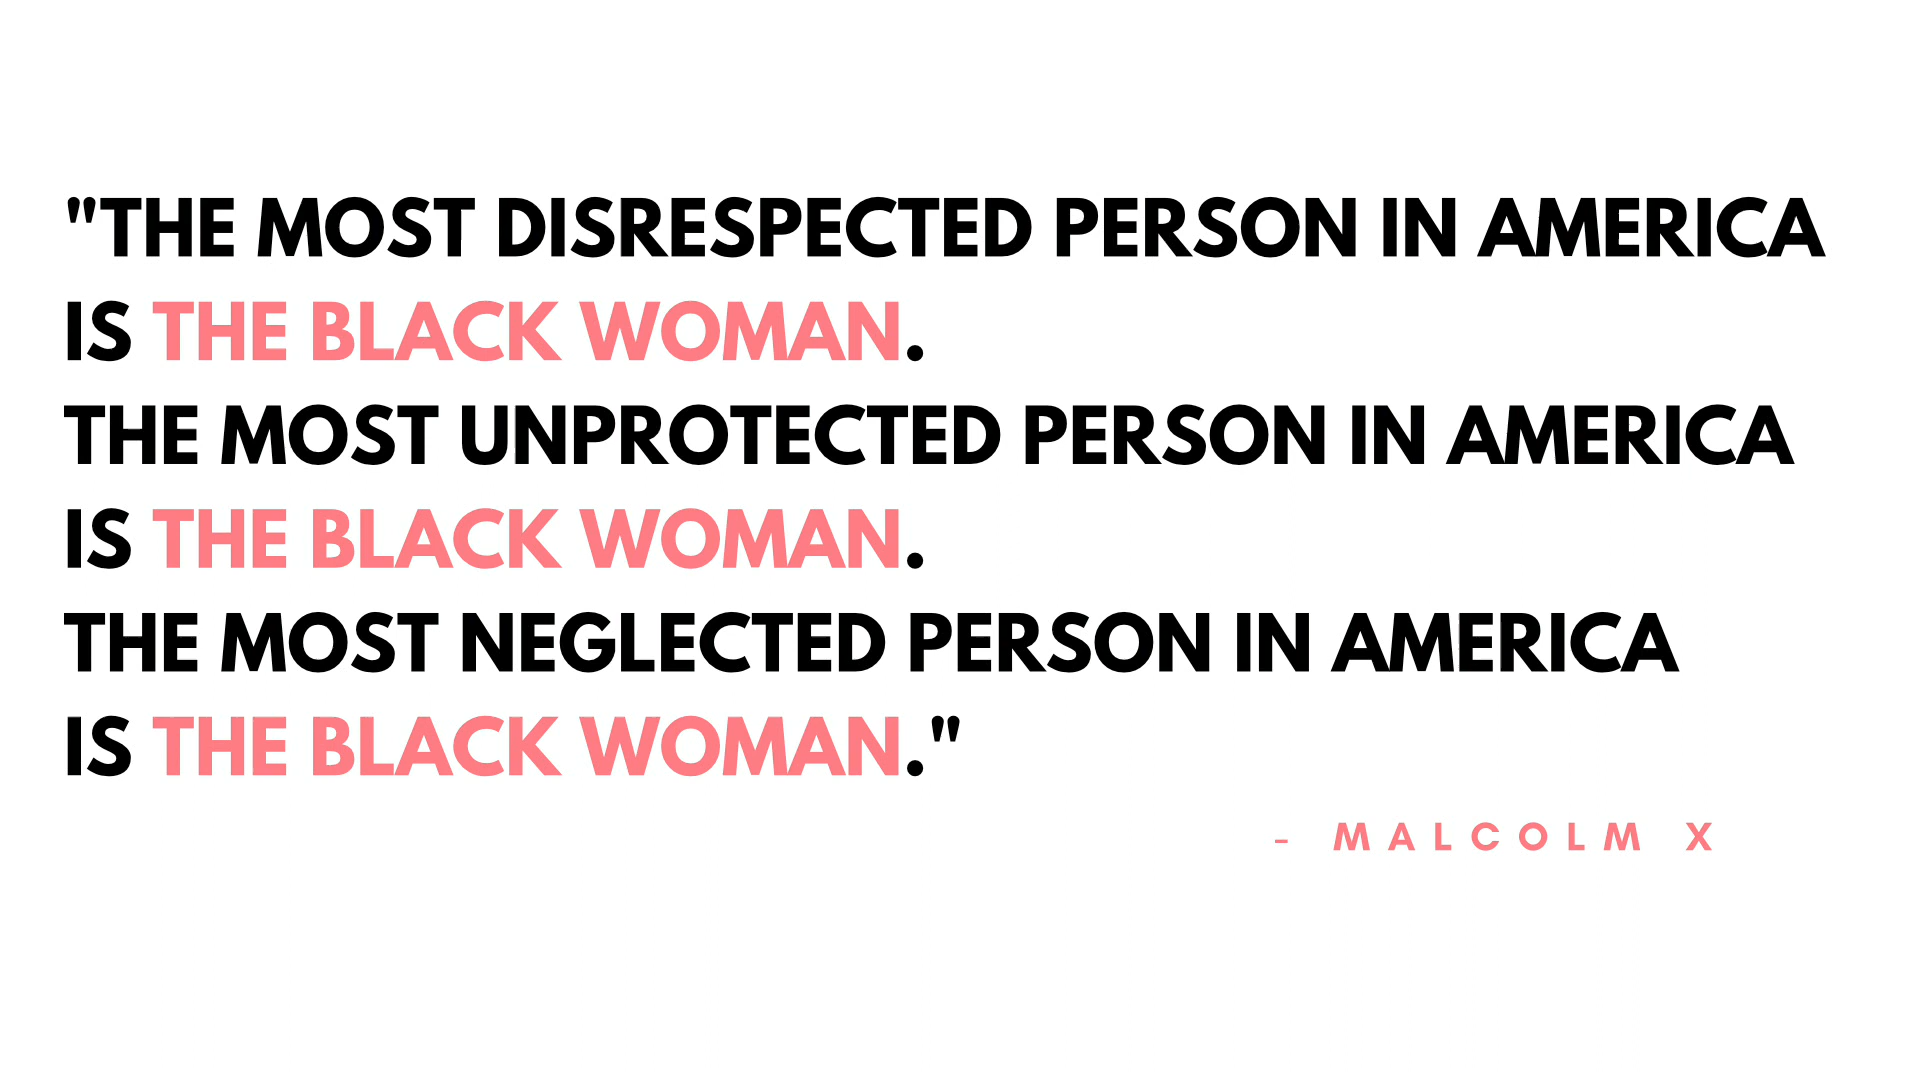 "THE MOST DISRESPECTED PERSON IN AMERICA
IS THE BLACK WOMAN.
THE MOST UNPROTECTED PERSON IN AMERICA
IS THE BLACK WOMAN.
THE MOST NEGLECTED PERSON IN AMERICA
IS THE BLACK WOMAN."
- MALCOLM X